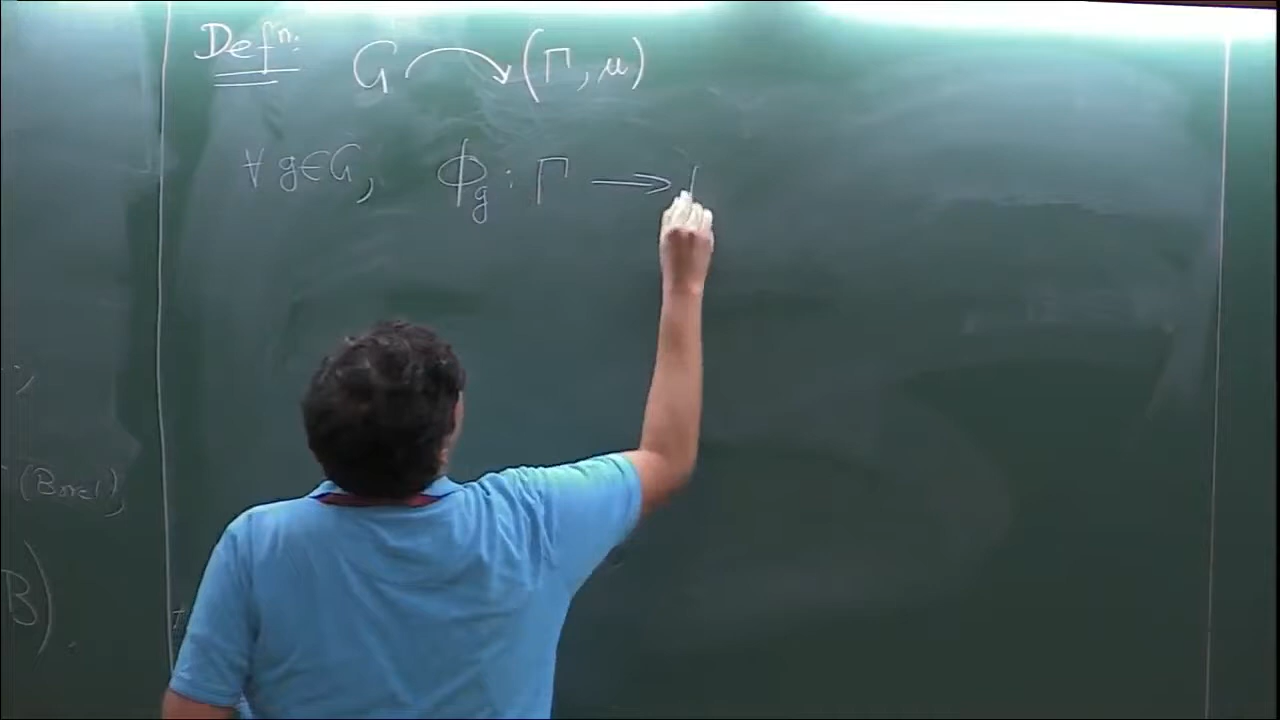 Defⁿ: G ↷ (Γ, μ)
∀ g∈G, Φ_g : Γ →
(Borel),
B).